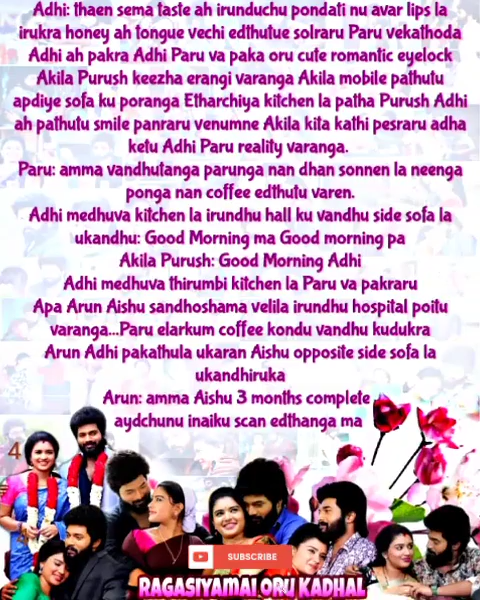 Adhi: thaen sema taste ah irunduchu pondati nu avar lips la
irukra honey ah tongue vechi edthutue solraru Paru vekathoda
Adhi ah pakra Adhi Paru va paka oru cute romantic eyelock
Akila Purush keezha erangi varanga Akila mobile pathutu
apdiye sofa ku poranga Etharchiya kitchen la patha Purush Adhi
ah pathutu smile panraru venumne Akila kita kathi pesraru adha
ketu Adhi Paru reality varanga.
Paru: amma vandhutanga parunga nan dhan sonnen la neenga
ponga nan coffee edthutu varen.
Adhi medhuva kitchen la irundhu hall ku vandhu side sofa la
ukandhu: Good Morning ma Good morning pa
Akila Purush: Good Morning Adhi
Adhi medhuva thirumbi kitchen la Paru va pakraru
Apa Arun Aishu sandhoshama velila irundhu hospital poitu
varanga...Paru elarkum coffee kondu vandhu kudukra
Arun Adhi pakathula ukaran Aishu opposite side sofa la
ukandhiruka
Arun: amma Aishu 3 months complete
aydchunu inaiku scan edthanga ma
4
SUBSCRIBE
RAGASIYAMAI ORU KADHAL